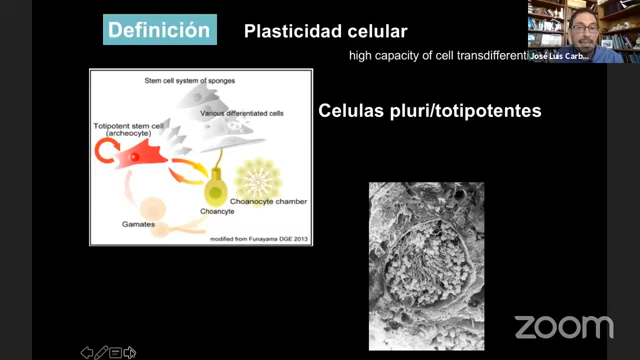 Definición
Plasticidad celular
high capacity of cell transdifferenti
José Luis Carb...
Stem cell system of sponges
Various differentiated cells
Totipotent stem cell
(archeocyte)
Celulas pluri/totipotentes
Choanocyte chamber
Choancyte
Gamates
modified from Funayama DGE 2013
zoom